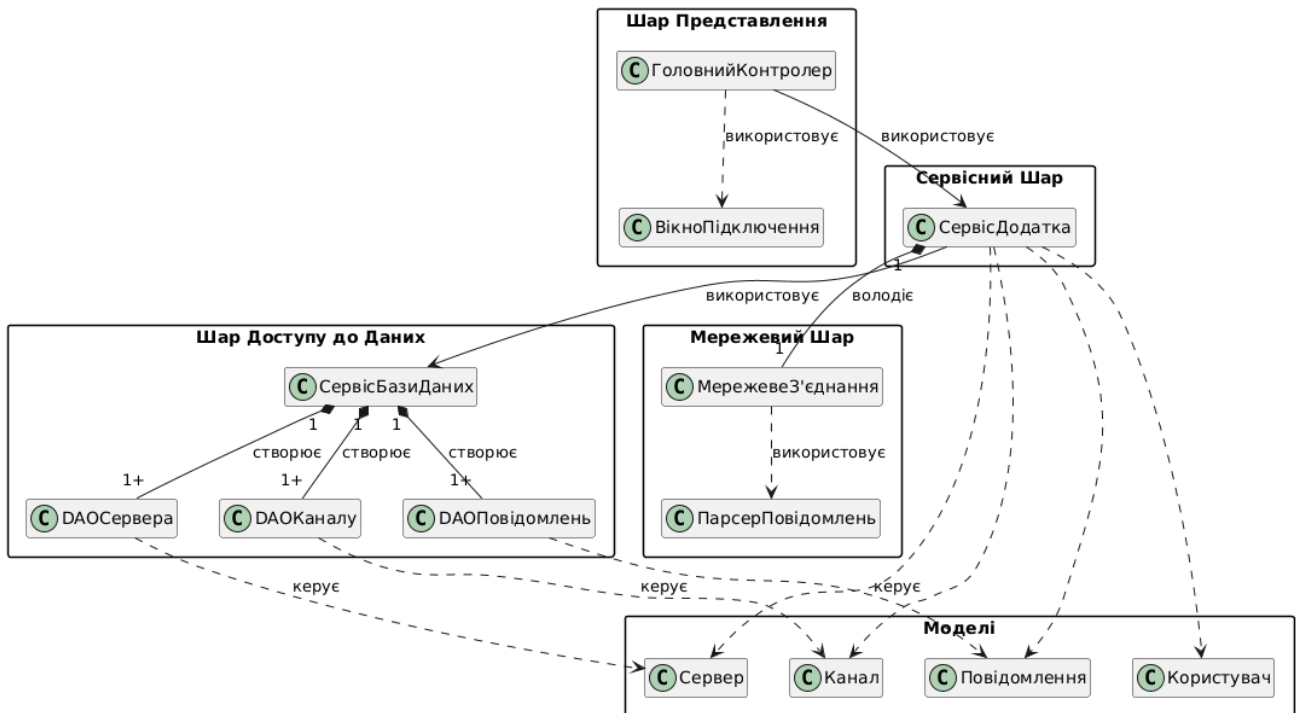 Шар Представлення
C ГоловнийКонтролер
використовує
використовує
Сервісний Шар
C ВікноПідключення
C СервісДодатка
1
використовує
володіє
Шар Доступу до Даних
Мережевий Шар
1
C СервісБазиДаних
C МережевеЗ'єднання
1
1
1
створює
створює
створює
використовує
1+
1+
1+
C DAOСервера
C DAOКаналу
C DAOПовідомлень
C ПарсерПовідомлень
керує
керує
керує
Моделі
C Сервер
C Канал
C Повідомлення
C Користувач